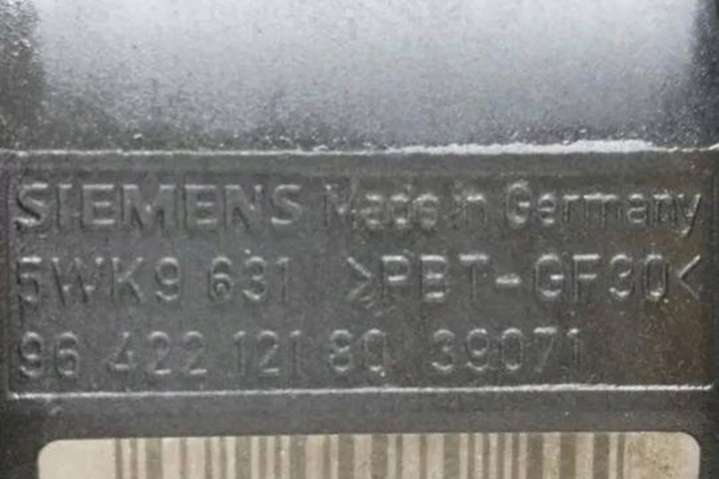 SIEMENS Made in Germany
5WK9 631 >PBT-GF30<
96 422 121 80 39071